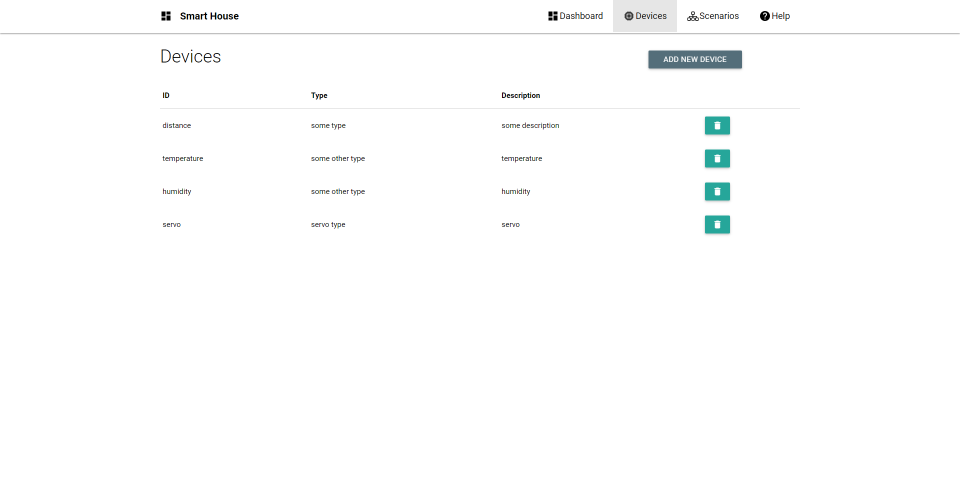 Smart House Dashboard Devices Scenarios Help
Devices ADD NEW DEVICE
ID Type Description
distance some type some description
temperature some other type temperature
humidity some other type humidity
servo servo type servo